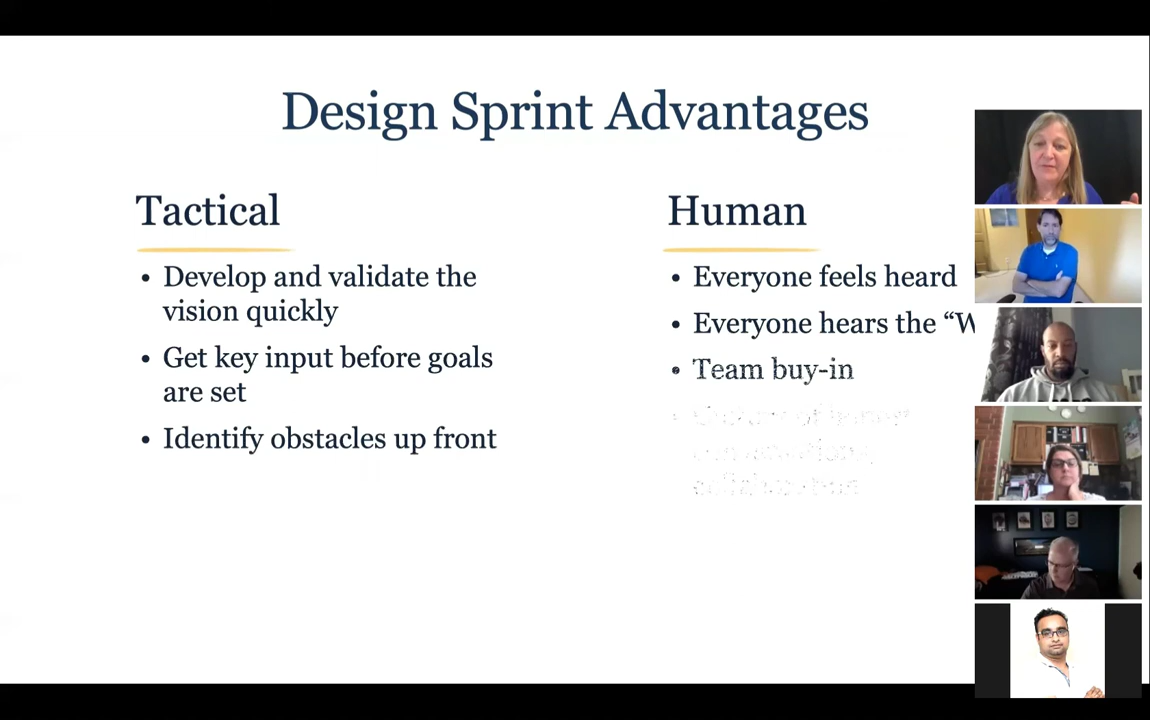 Design Sprint Advantages
Tactical
• Develop and validate the
vision quickly
• Get key input before goals
are set
• Identify obstacles up front
Human
• Everyone feels heard
• Everyone hears the “W
• Team buy-in